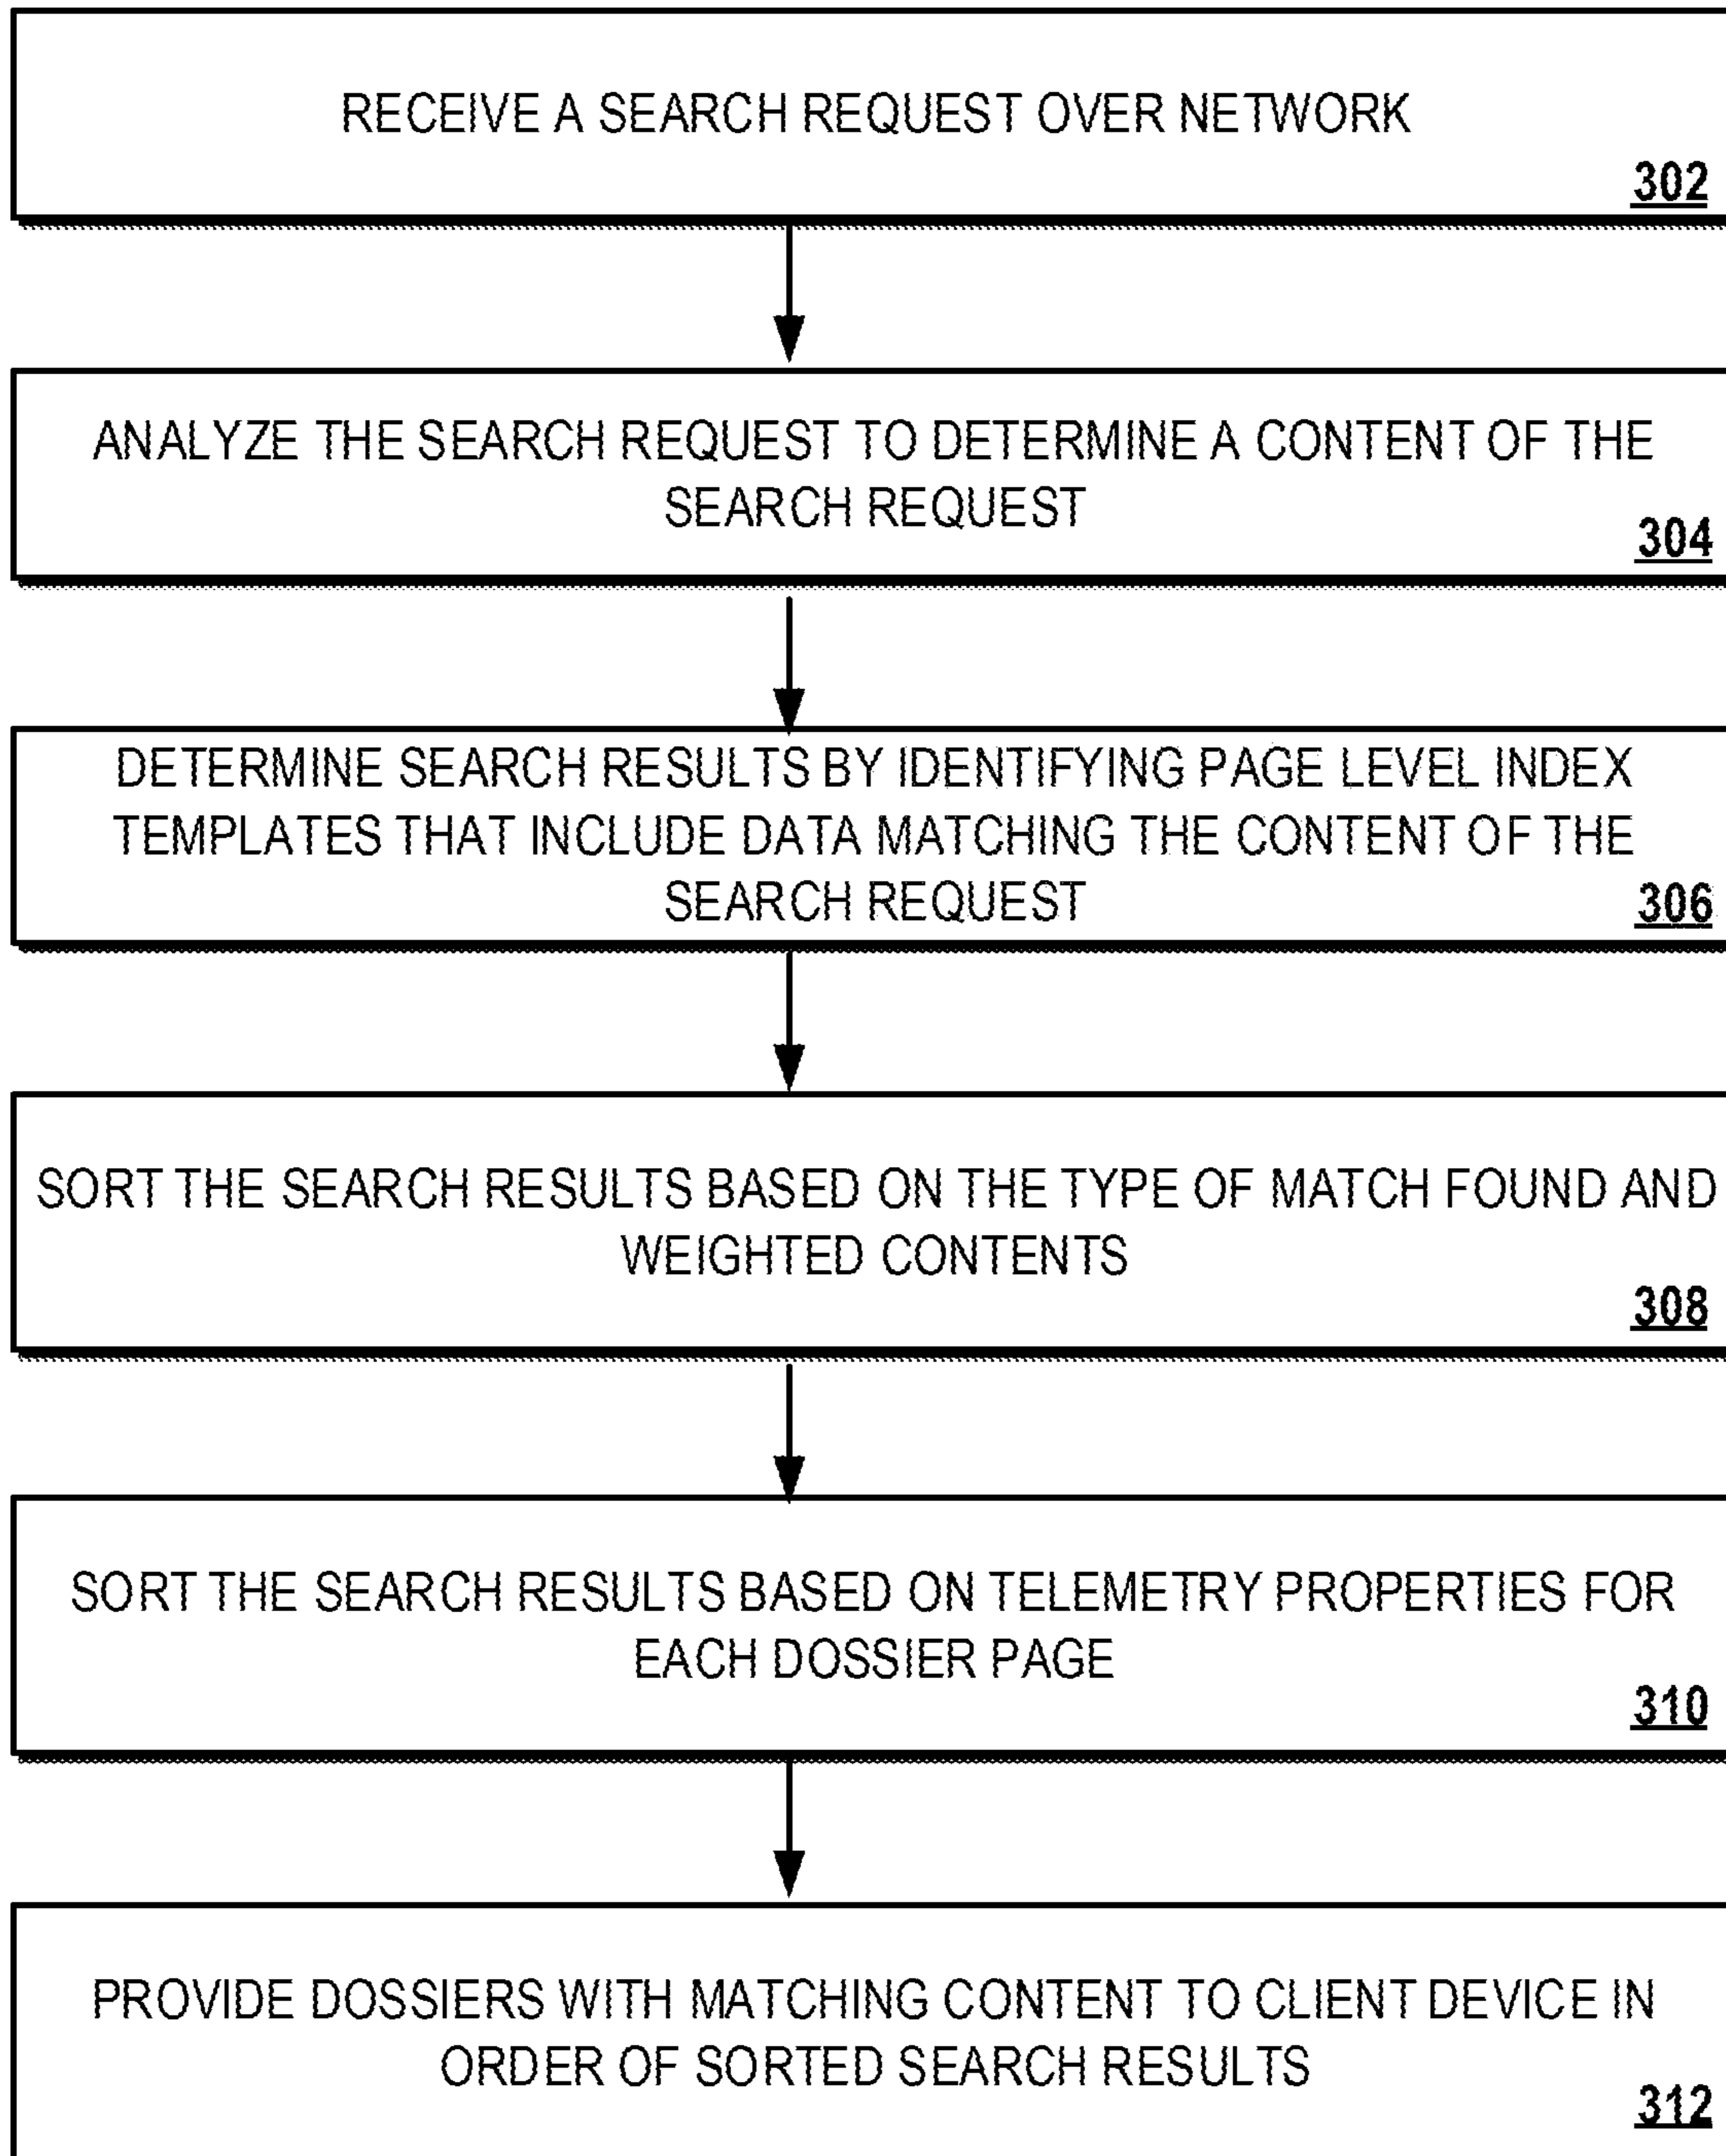 RECEIVE A SEARCH REQUEST OVER NETWORK
302
ANALYZE THE SEARCH REQUEST TO DETERMINE A CONTENT OF THE
SEARCH REQUEST
304
DETERMINE SEARCH RESULTS BY IDENTIFYING PAGE LEVEL INDEX
TEMPLATES THAT INCLUDE DATA MATCHING THE CONTENT OF THE
SEARCH REQUEST
306
SORT THE SEARCH RESULTS BASED ON THE TYPE OF MATCH FOUND AND
WEIGHTED CONTENTS
308
SORT THE SEARCH RESULTS BASED ON TELEMETRY PROPERTIES FOR
EACH DOSSIER PAGE
310
PROVIDE DOSSIERS WITH MATCHING CONTENT TO CLIENT DEVICE IN
ORDER OF SORTED SEARCH RESULTS
312